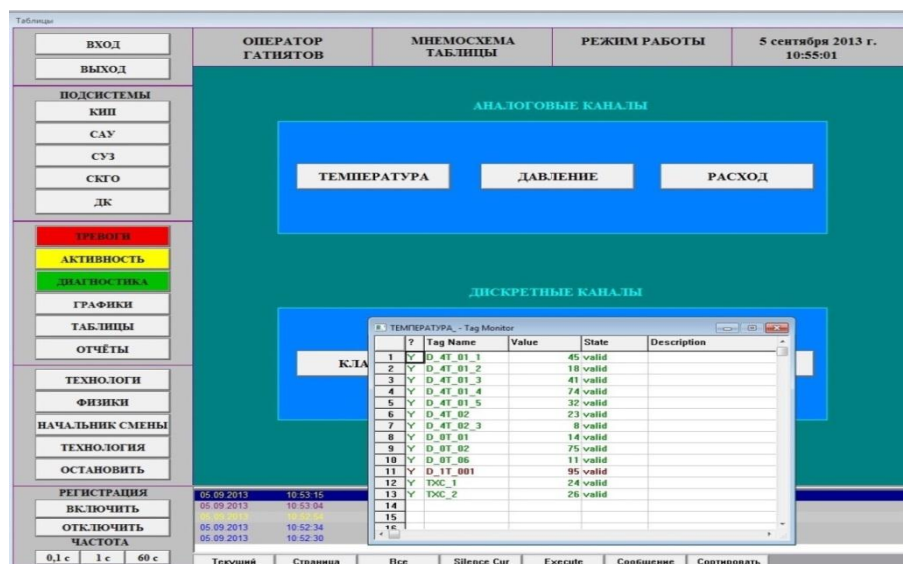 Таблицы
ВХОД
ВЫХОД
ОПЕРАТОР
ГАТИЯТОВ
МНЕМОСХЕМА
ТАБЛИЦЫ
РЕЖИМ РАБОТЫ
5 сентября 2013 г.
10:55:01
ПОДСИСТЕМЫ
КИП
САУ
СУЗ
СКГО
ДК
ТРЕВОГИ
АКТИВНОСТЬ
ДИАГНОСТИКА
ГРАФИКИ
ТАБЛИЦЫ
ОТЧЁТЫ
ТЕХНОЛОГИ
ФИЗИКИ
НАЧАЛЬНИК СМЕНЫ
ТЕХНОЛОГИЯ
ОСТАНОВИТЬ
РЕГИСТРАЦИЯ
ВКЛЮЧИТЬ
ОТКЛЮЧИТЬ
ЧАСТОТА
0,1 с 1 с 60 с
АНАЛОГОВЫЕ КАНАЛЫ
ТЕМПЕРАТУРА ДАВЛЕНИЕ РАСХОД
ДИСКРЕТНЫЕ КАНАЛЫ
КЛА
ТЕМПЕРАТУРА_ - Tag Monitor
? Tag Name Value State Description
1 Y D_4T_01_1 45 valid
2 Y D_4T_01_2 18 valid
3 Y D_4T_01_3 41 valid
4 Y D_4T_01_4 74 valid
5 Y D_4T_01_5 32 valid
6 Y D_4T_02 23 valid
7 Y D_4T_02_3 8 valid
8 Y D_0T_01 14 valid
9 Y D_0T_02 75 valid
10 Y D_0T_06 11 valid
11 Y D_1T_001 95 valid
12 Y TXC_1 24 valid
13 Y TXC_2 26 valid
14
15
16
05.09.2013 10:53:15
05.09.2013 10:53:04
05.09.2013 10:52:54
05.09.2013 10:52:34
05.09.2013 10:52:30
Текущий Страница Все Silence Cur Execute Сообщение Сортировать